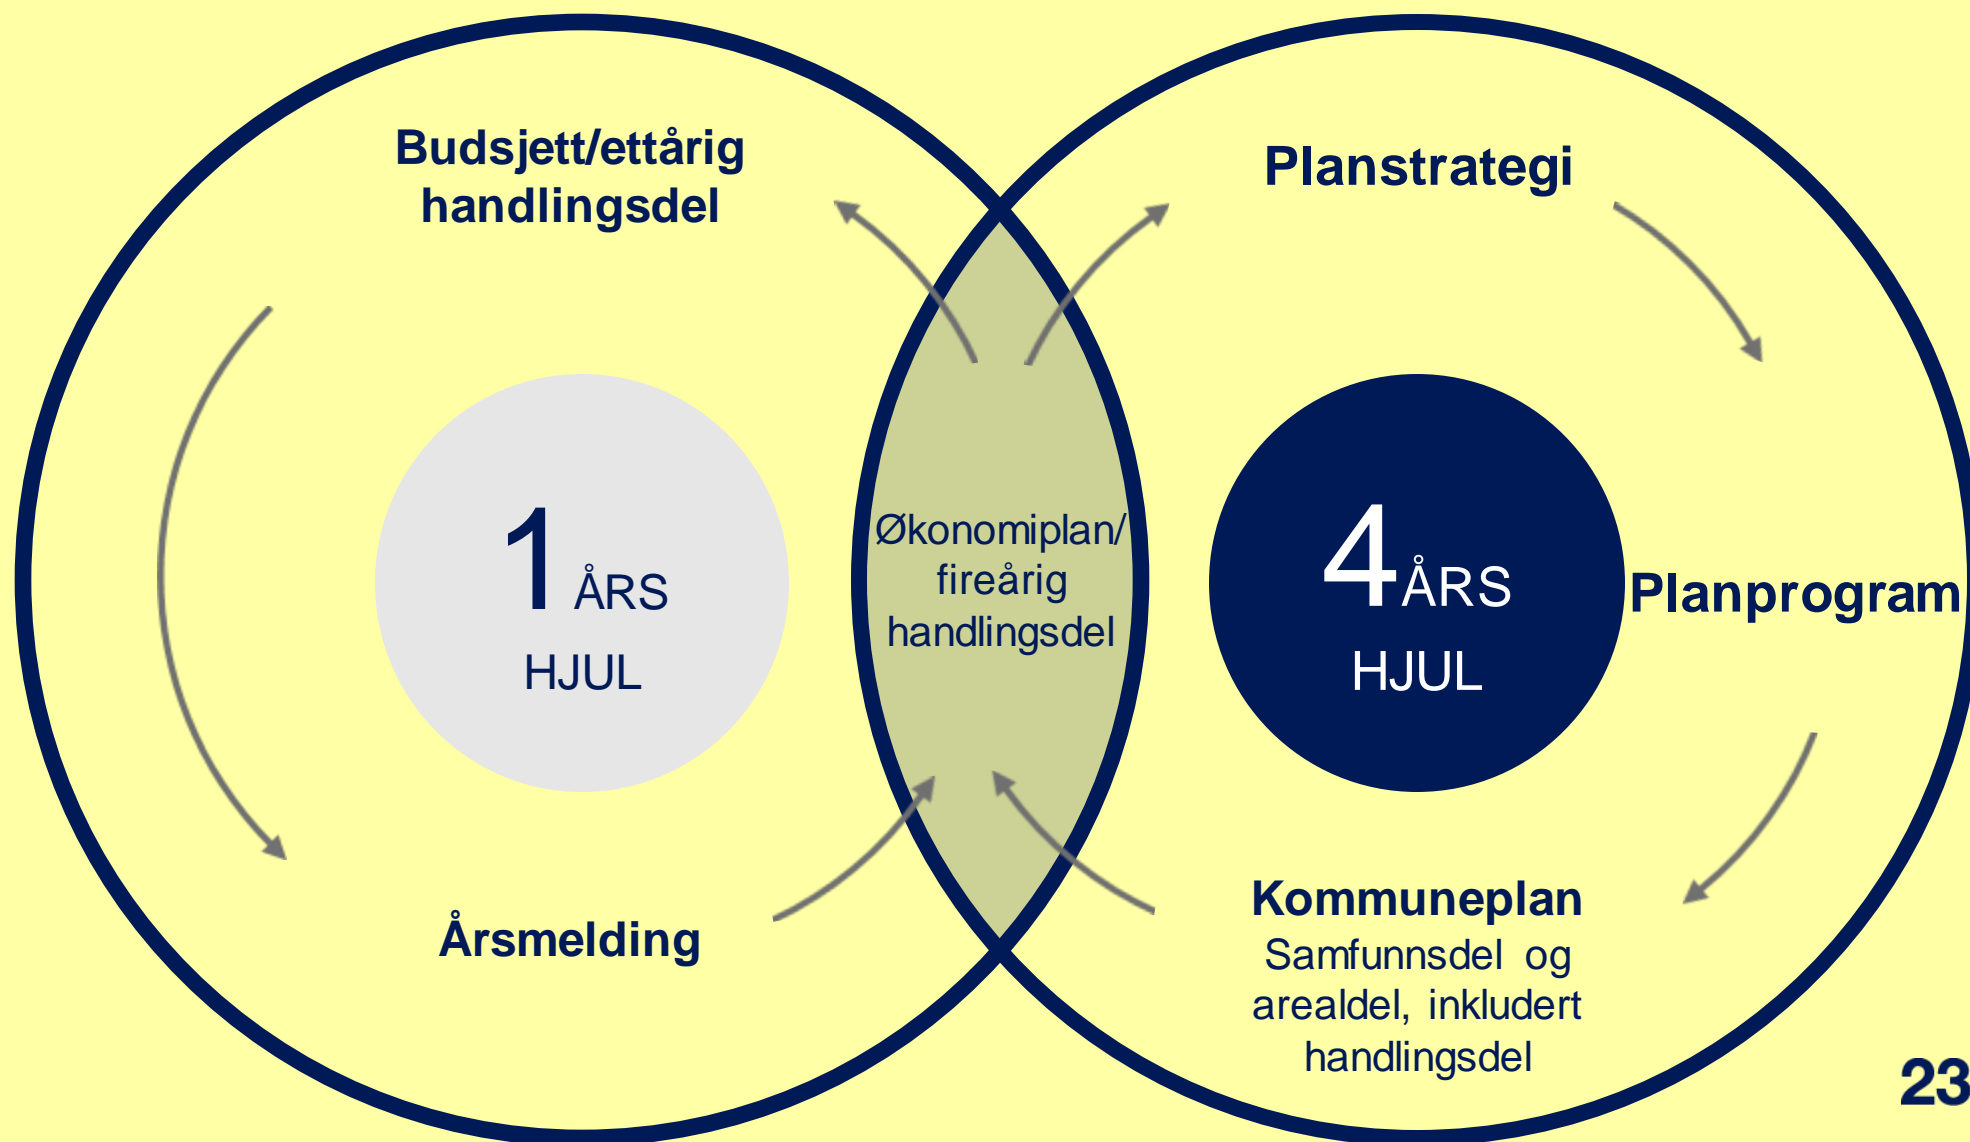 Budsjett/ettårig
handlingsdel
1 ÅRS
HJUL
Årsmelding
Økonomiplan/
fireårig
handlingsdel
Planstrategi
4 ÅRS
HJUL
Planprogram
Kommuneplan
Samfunnsdel og
arealdel, inkludert
handlingsdel
23